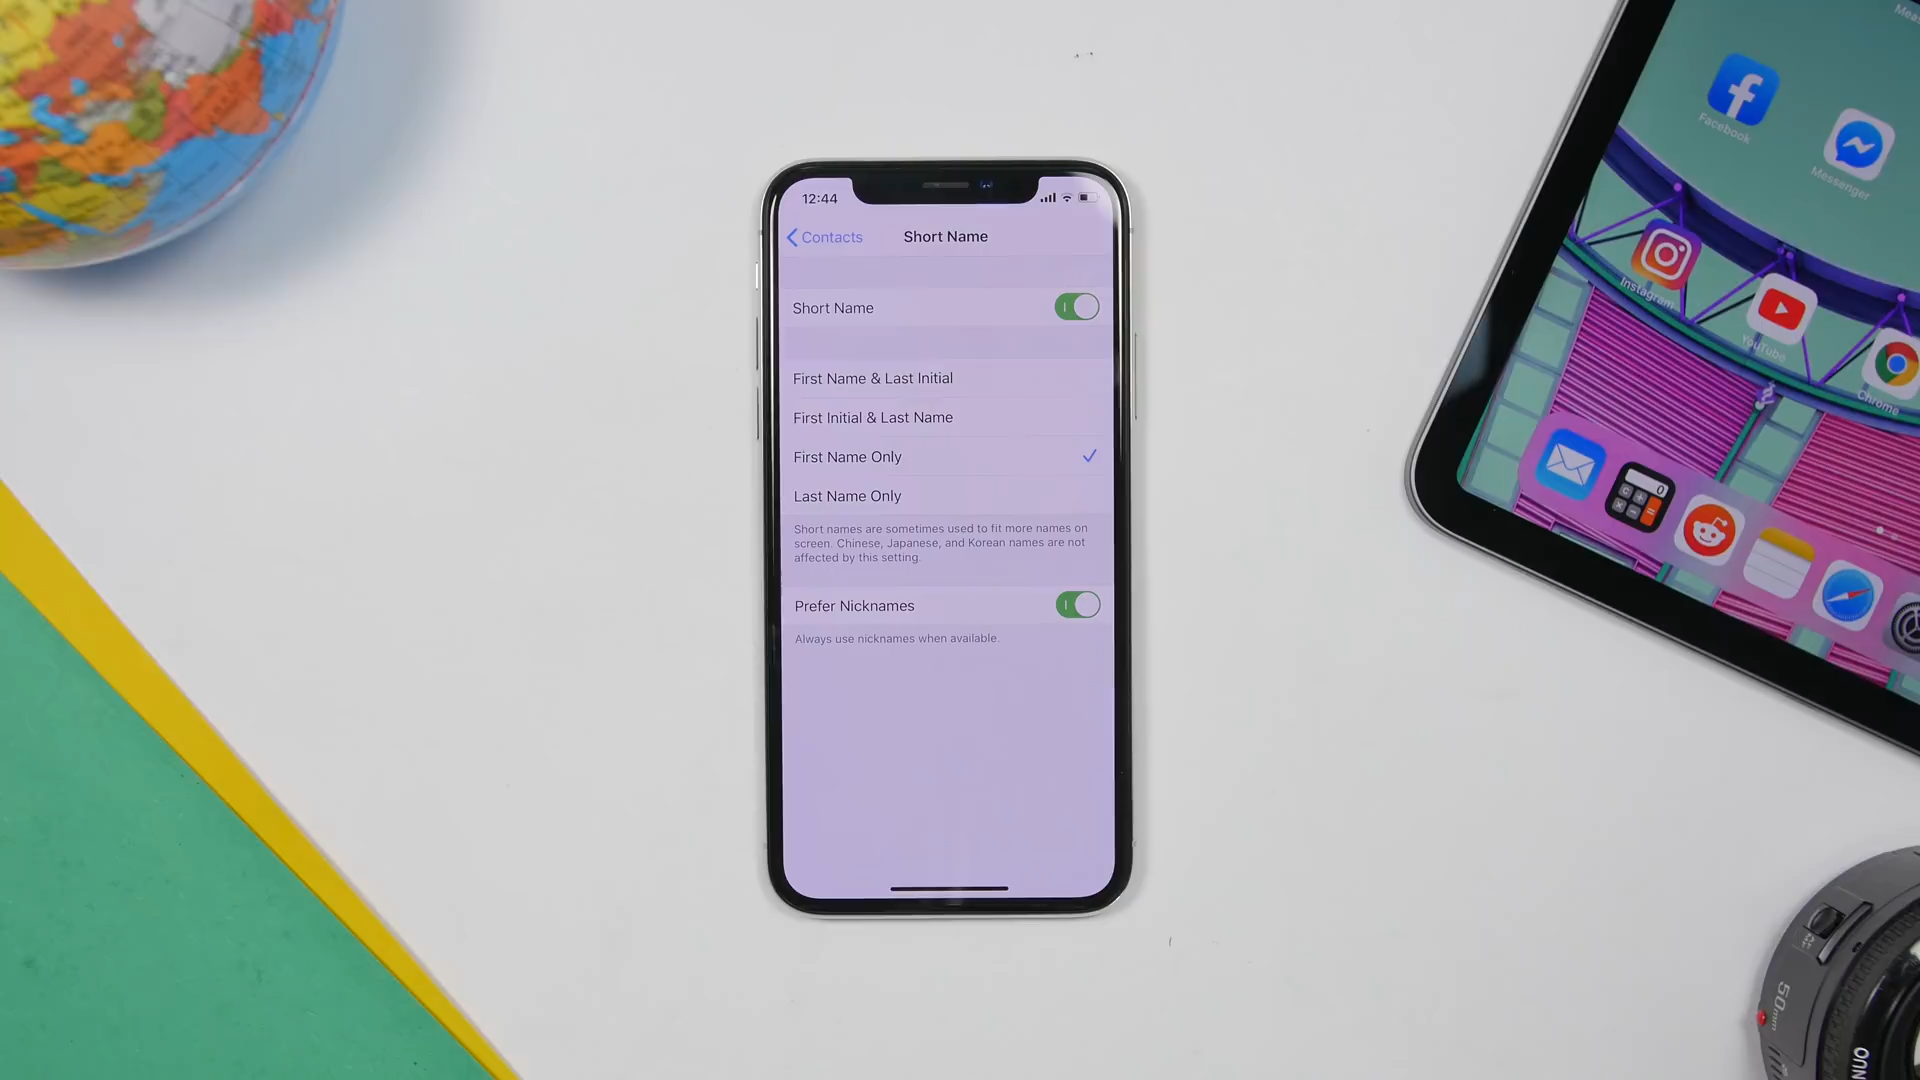 12:44
Contacts
Short Name
Short Name
First Name & Last Initial
First Initial & Last Name
First Name Only
Last Name Only
Short names are sometimes used to fit more names on
screen. Chinese, Japanese, and Korean names are not
affected by this setting.
Prefer Nicknames
Always use nicknames when available.
Facebook
Messenger
Instagram
YouTube
Chrome
0
50mm